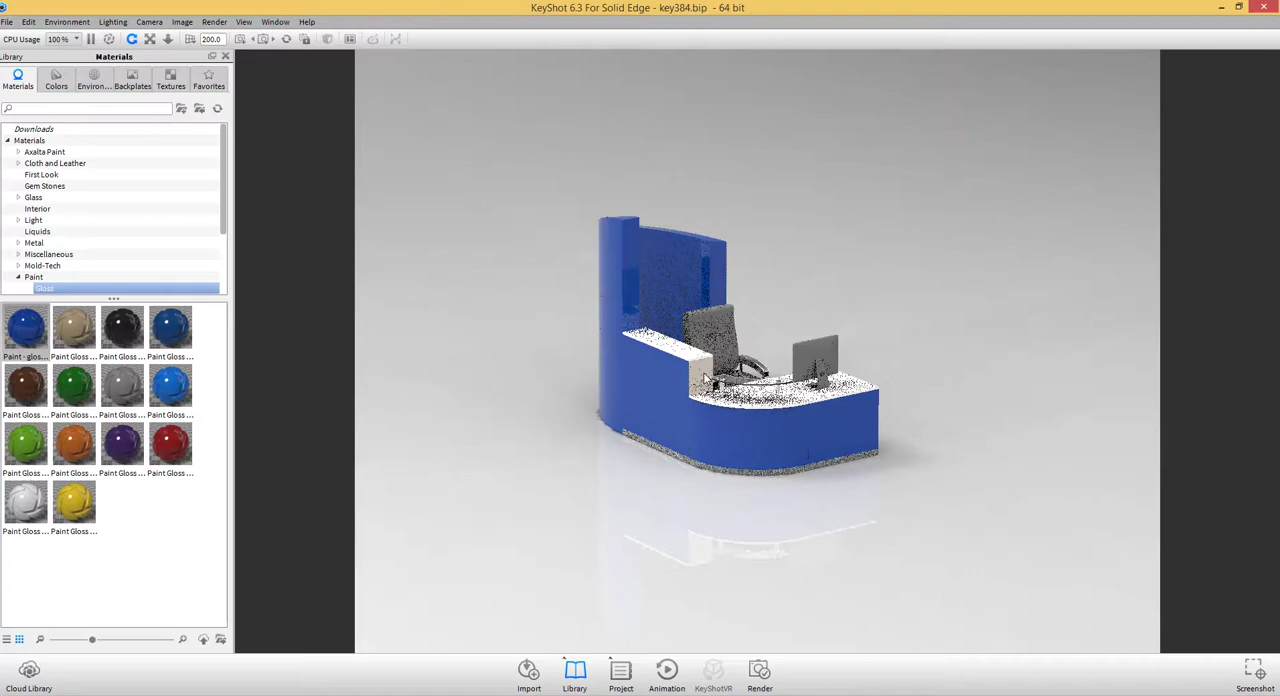 KeyShot 6.3 For Solid Edge - key384.bip - 64 bit
File Edit Environment Lighting Camera Image Render View Window Help
CPU Usage 100% 200.0
Library Materials
Materials Colors Environ... Backplates Textures Favorites
Downloads
Materials
Axalta Paint
Cloth and Leather
First Look
Gem Stones
Glass
Interior
Light
Liquids
Metal
Miscellaneous
Mold-Tech
Paint
Gloss
Paint - glos... Paint Gloss ... Paint Gloss ... Paint Gloss ...
Paint Gloss ... Paint Gloss ... Paint Gloss ... Paint Gloss ...
Paint Gloss ... Paint Gloss ... Paint Gloss ... Paint Gloss ...
Paint Gloss ... Paint Gloss ...
Cloud Library Import Library Project Animation KeyShotVR Render Screenshot